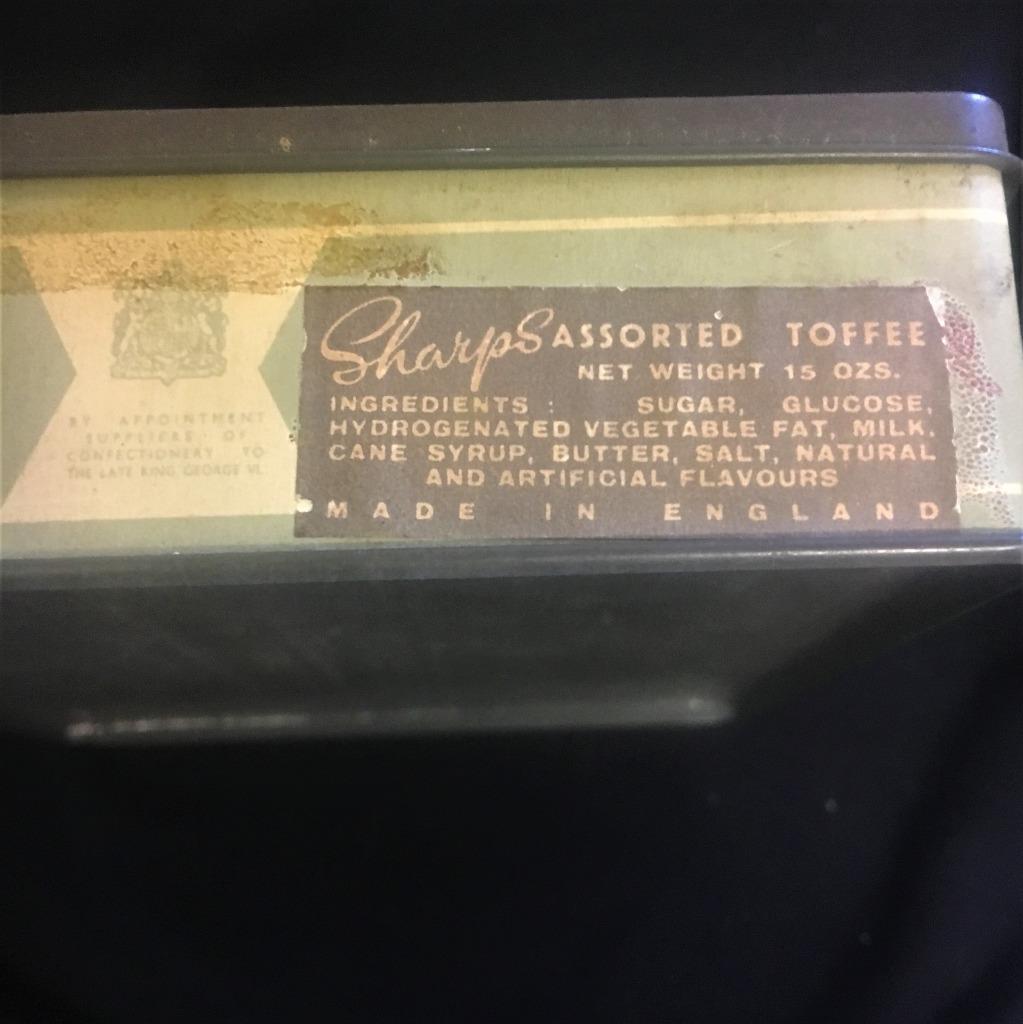 BY APPOINTMENT
SUPPLIERS OF
CONFECTIONERY TO
THE LATE KING GEORGE VI.
Sharps ASSORTED TOFFEE
NET WEIGHT 15 OZS.
INGREDIENTS : SUGAR, GLUCOSE,
HYDROGENATED VEGETABLE FAT, MILK,
CANE SYRUP, BUTTER, SALT, NATURAL
AND ARTIFICIAL FLAVOURS
MADE IN ENGLAND